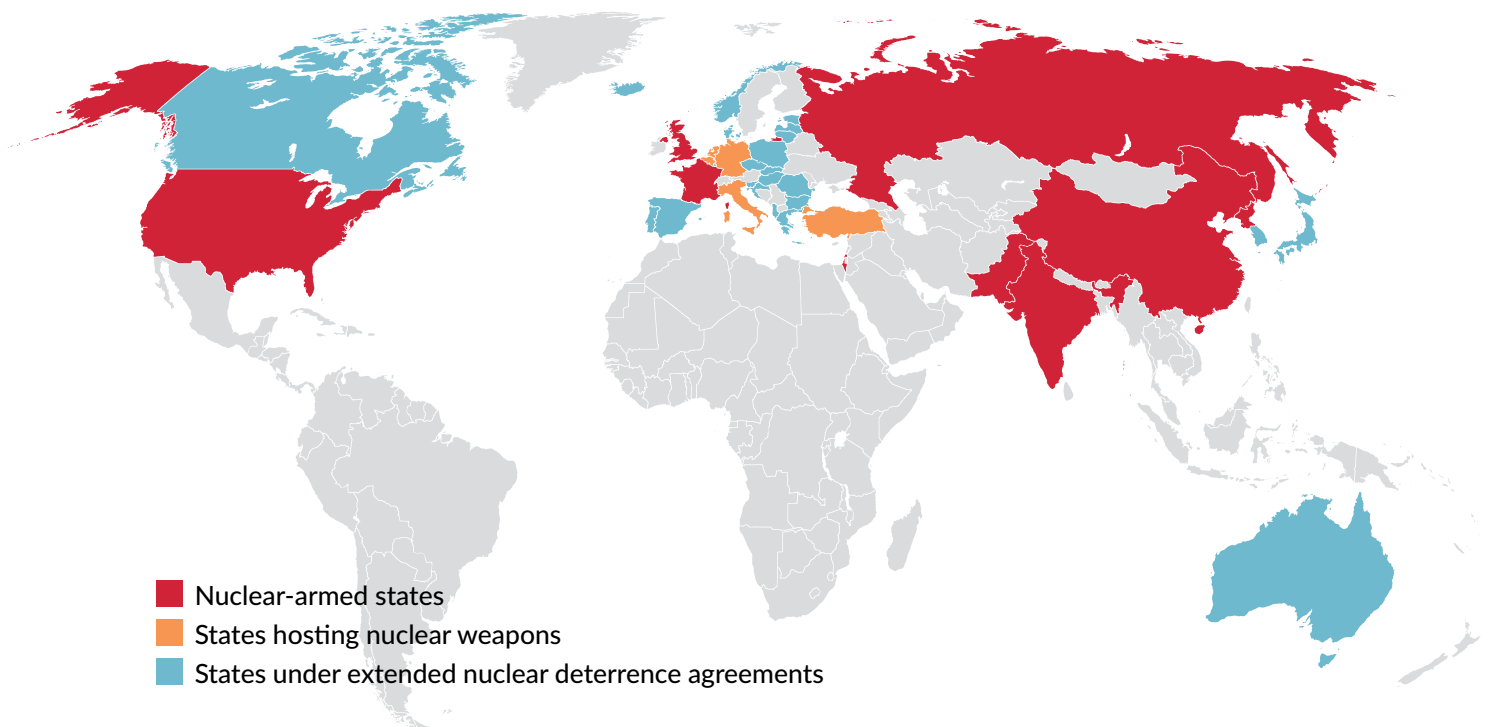 Nuclear-armed states
States hosting nuclear weapons
States under extended nuclear deterrence agreements